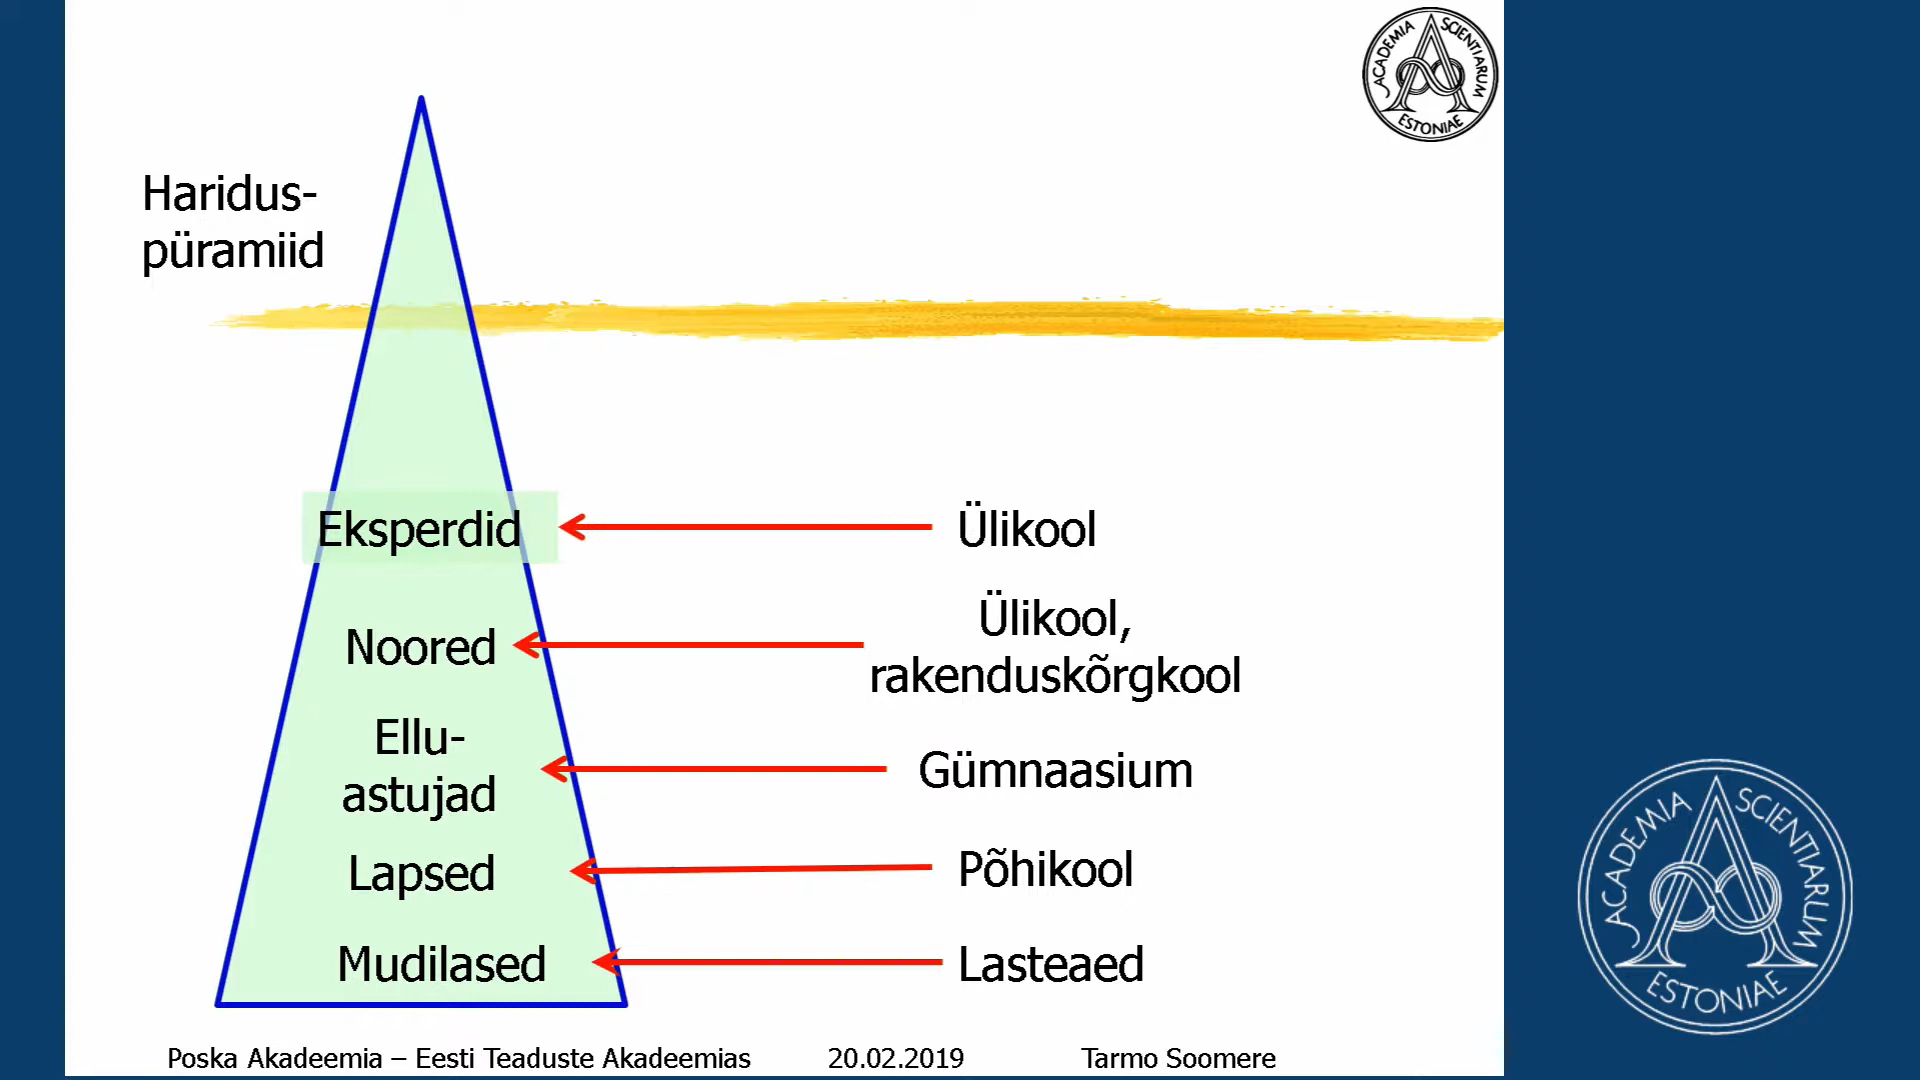 ACADEMIA SCIENTIARUM ESTONIAE
Haridus-
püramiid
Eksperdid
Ülikool
Noored
Ülikool,
rakenduskõrgkool
Ellu-
astujad
Gümnaasium
Lapsed
Põhikool
Mudilased
Lasteaed
Poska Akadeemia – Eesti Teaduste Akadeemias 20.02.2019 Tarmo Soomere
ACADEMIA SCIENTIARUM ESTONIAE